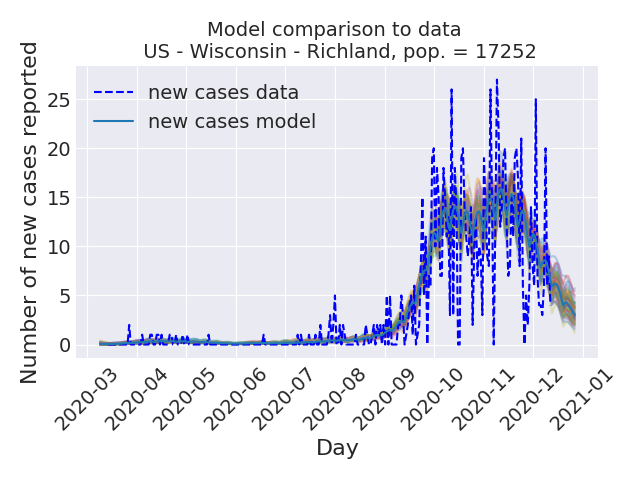 Model comparison to data
US - Wisconsin - Richland, pop. = 17252
Number of new cases reported
25
20
15
10
5
0
new cases data
new cases model
2020-03
2020-04
2020-05
2020-06
2020-07
2020-08
2020-09
2020-10
2020-11
2020-12
2021-01
Day